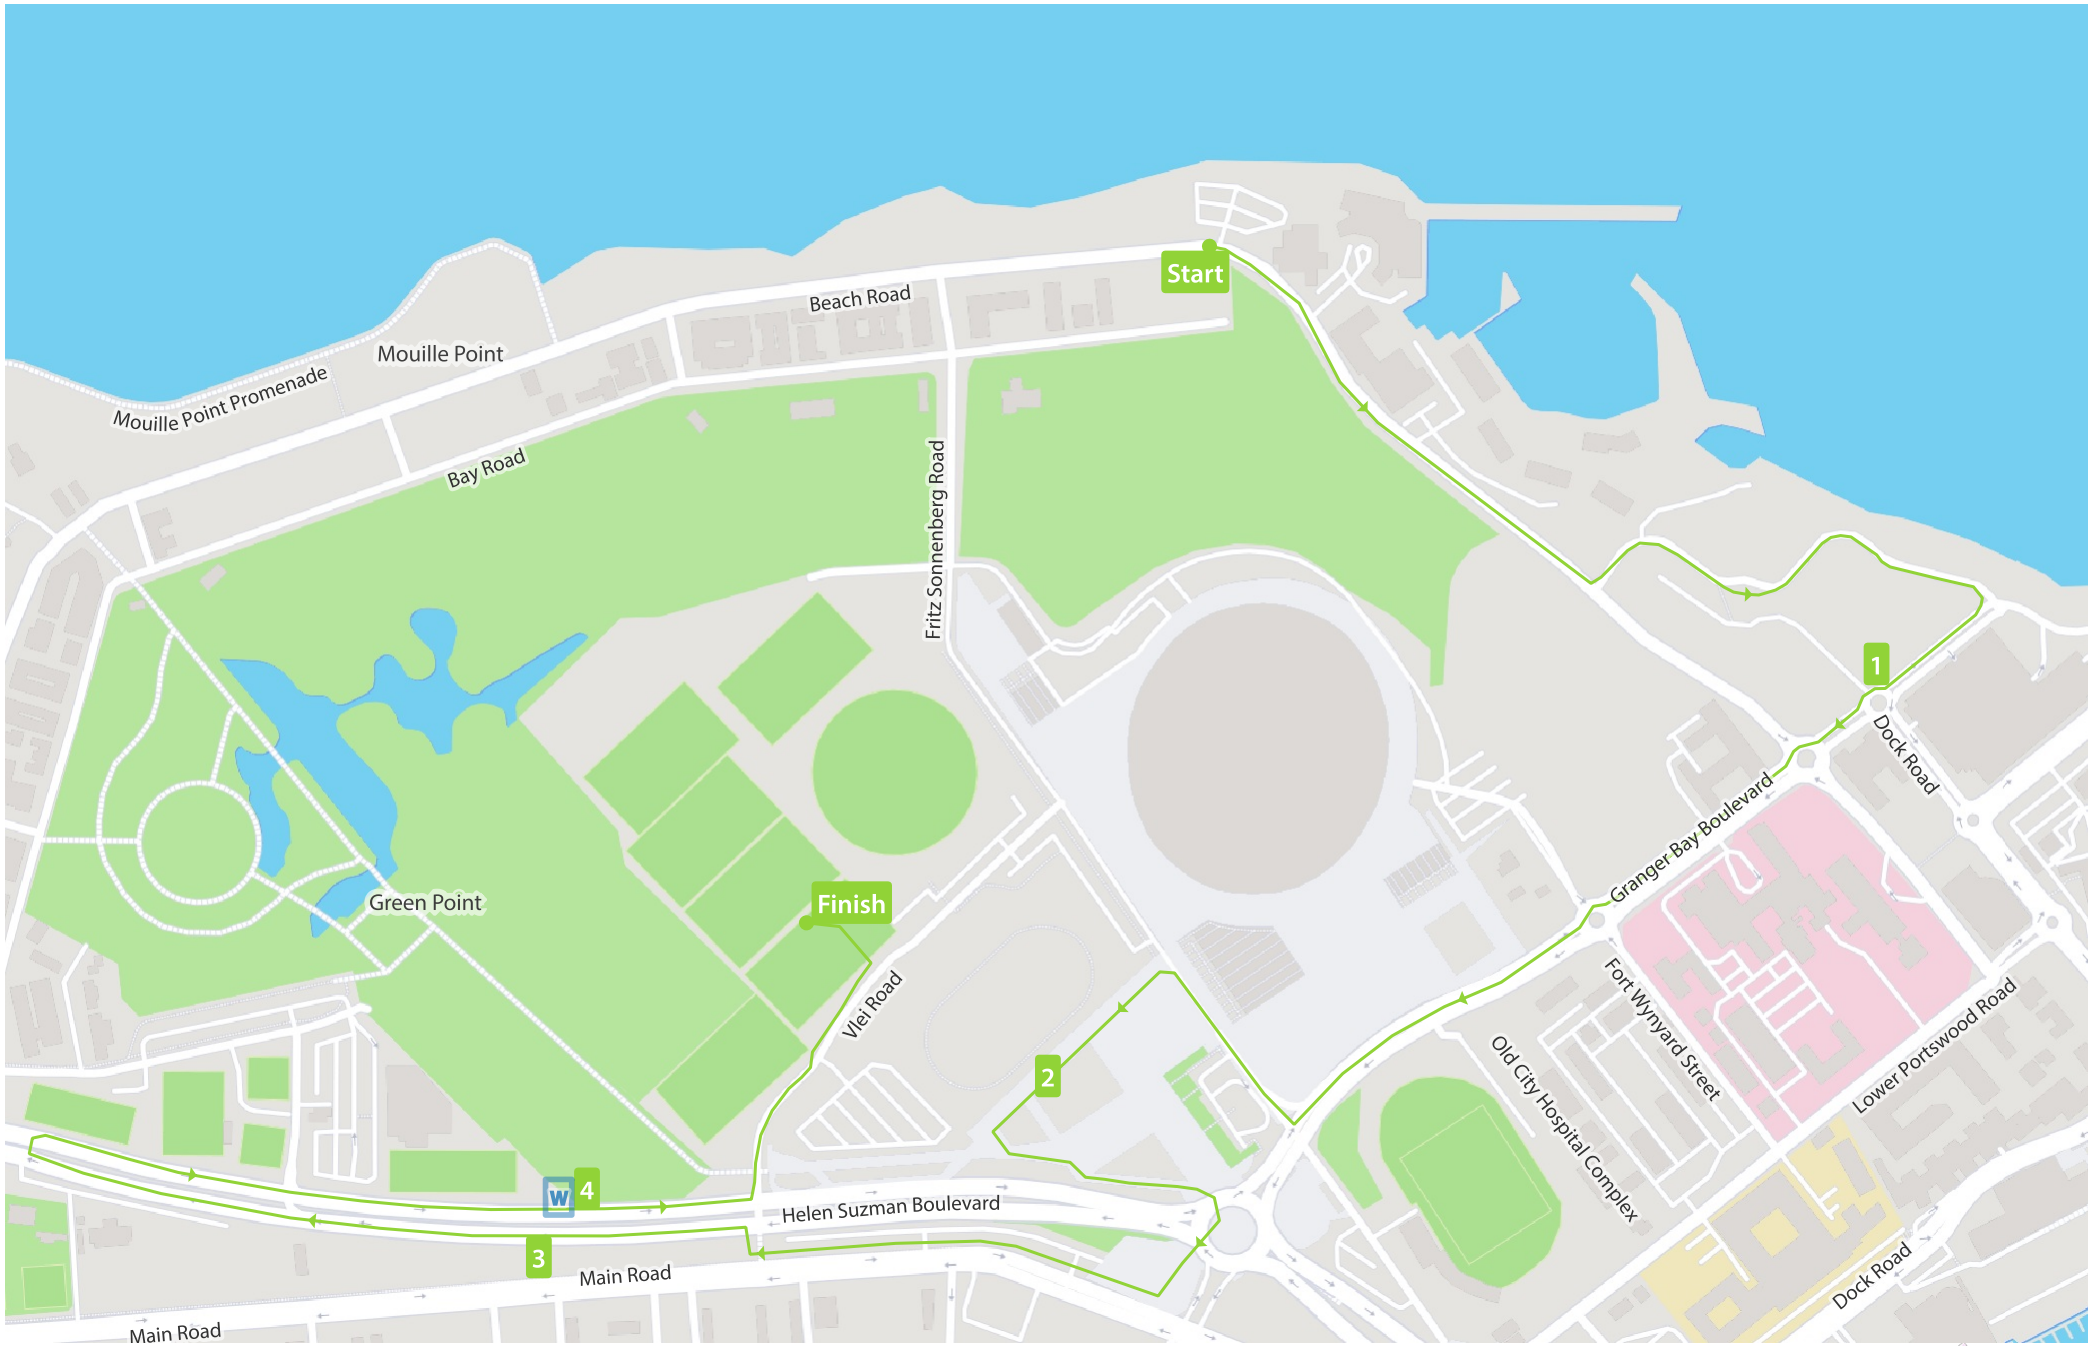 Start
Beach Road
Mouille Point
Mouille Point Promenade
Bay Road
Fritz Sonnenberg Road
1
Dock Road
Granger Bay Boulevard
Finish
Green Point
Vlei Road
Fort Wynyard Street
Old City Hospital Complex
Lower Portswood Road
2
W
4
Helen Suzman Boulevard
3
Main Road
Dock Road
Main Road